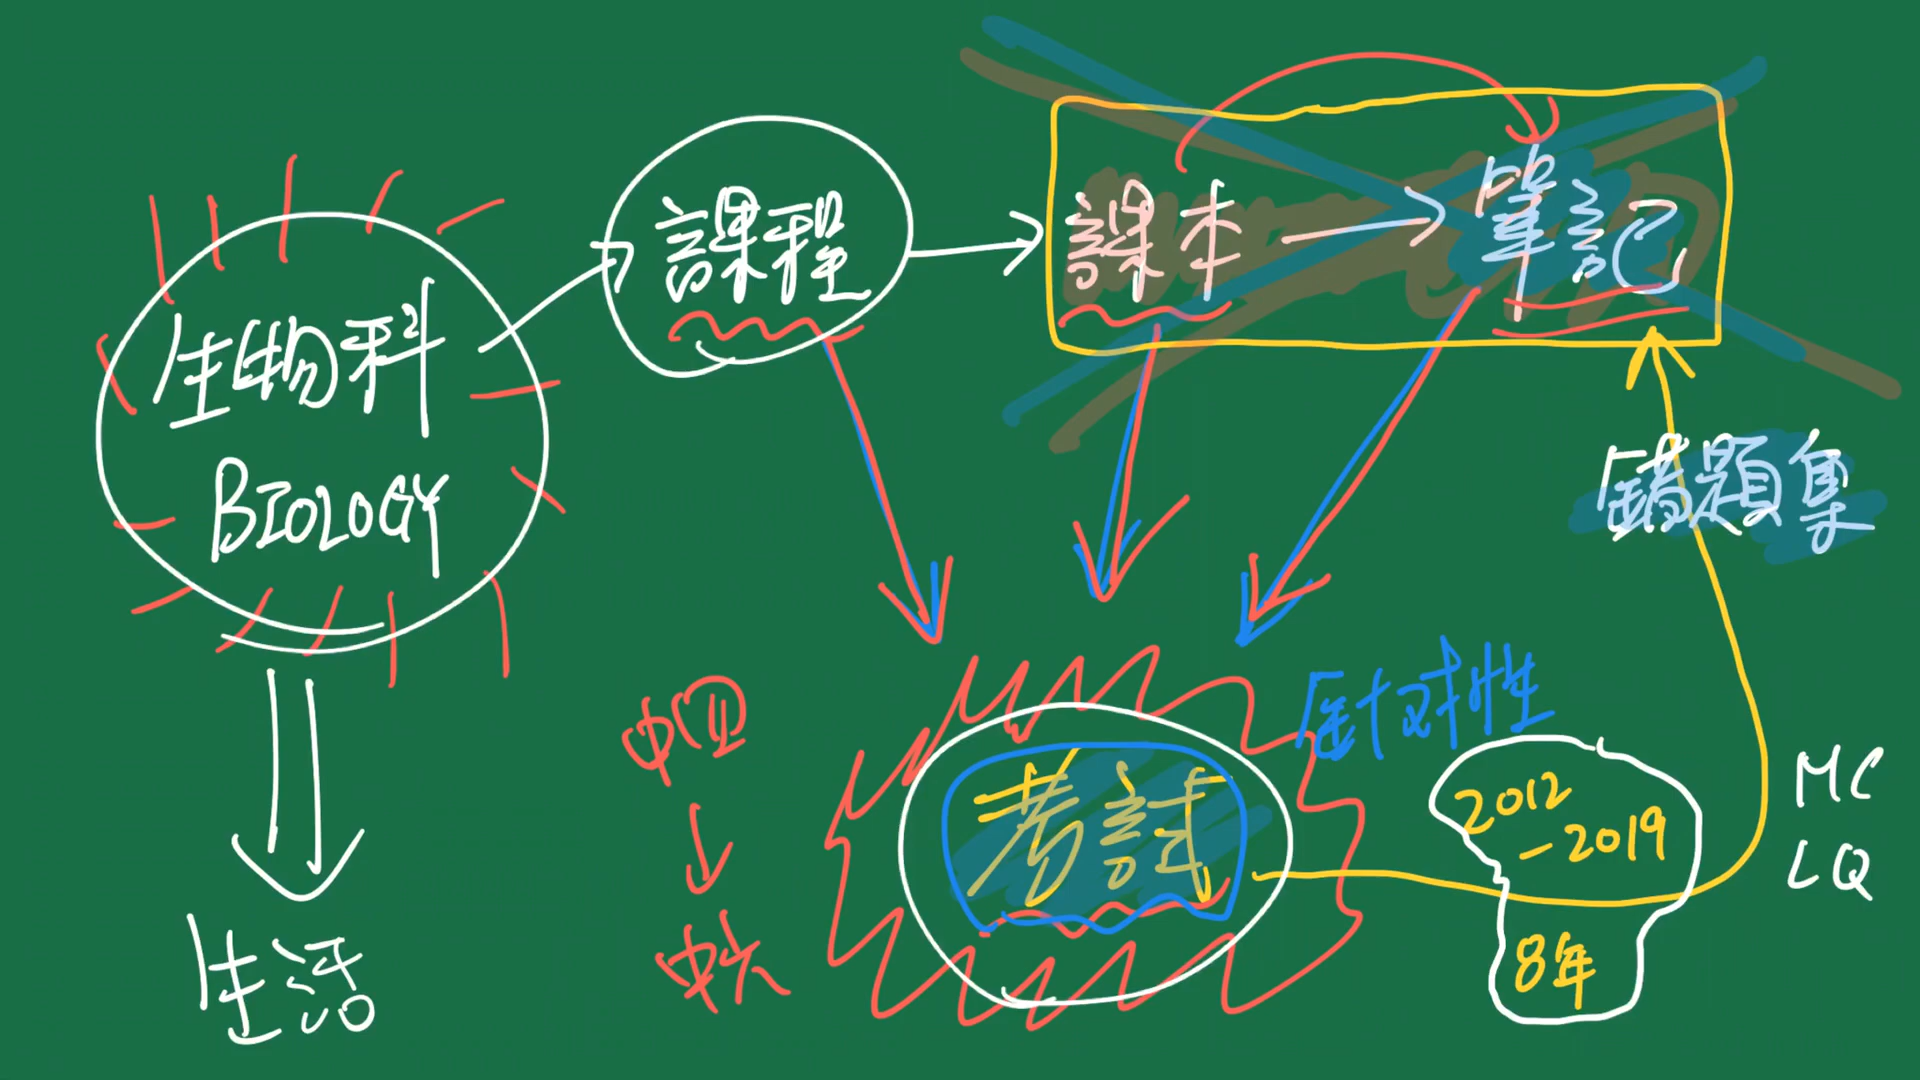 生物科
BIOLOGY
課程
課本
筆記
錯題集
中四
中六
生活
考試
針对性
2012
-2019
8年
MC
LQ